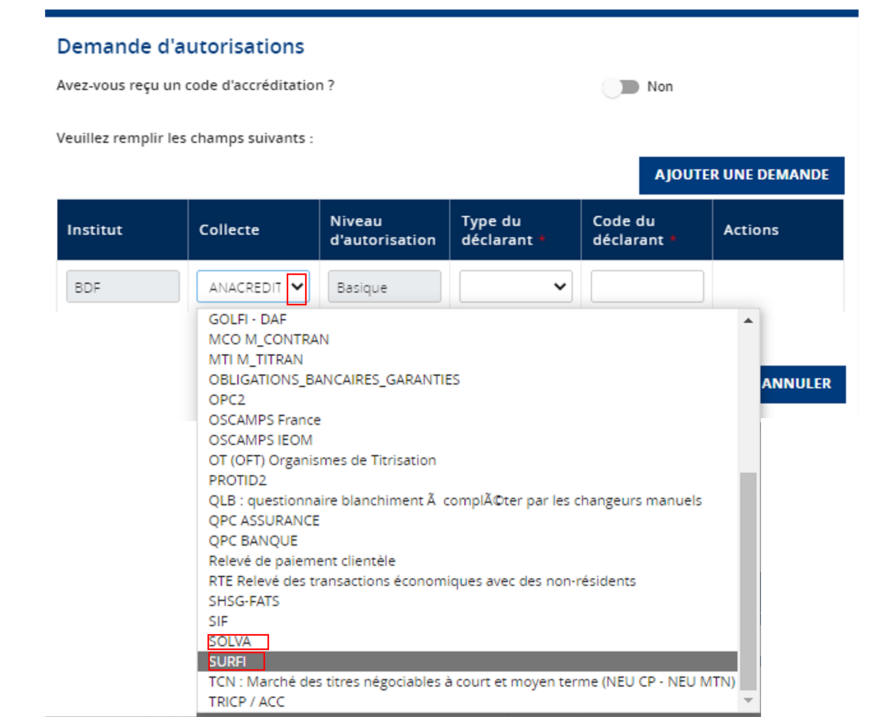 Demande d'autorisations
Avez-vous reçu un code d'accréditation ?
Non
Veuillez remplir les champs suivants :
AJOUTER UNE DEMANDE
Institut
Collecte
Niveau d'autorisation
Type du déclarant *
Code du déclarant *
Actions
BDF
ANACREDIT
Basique
GOLFI - DAF
MCO M_CONTRAN
MTI M_TITRAN
OBLIGATIONS_BANCAIRES_GARANTIES
ANNULER
OPC2
OSCAMPS France
OSCAMPS IEOM
OT (OFT) Organismes de Titrisation
PROTID2
QLB : questionnaire blanchiment Ã  complÃ©ter par les changeurs manuels
QPC ASSURANCE
QPC BANQUE
Relevé de paiement clientèle
RTE Relevé des transactions économiques avec des non-résidents
SHSG-FATS
SIF
SOLVA
SURFI
TCN : Marché des titres négociables à court et moyen terme (NEU CP - NEU MTN)
TRICP / ACC